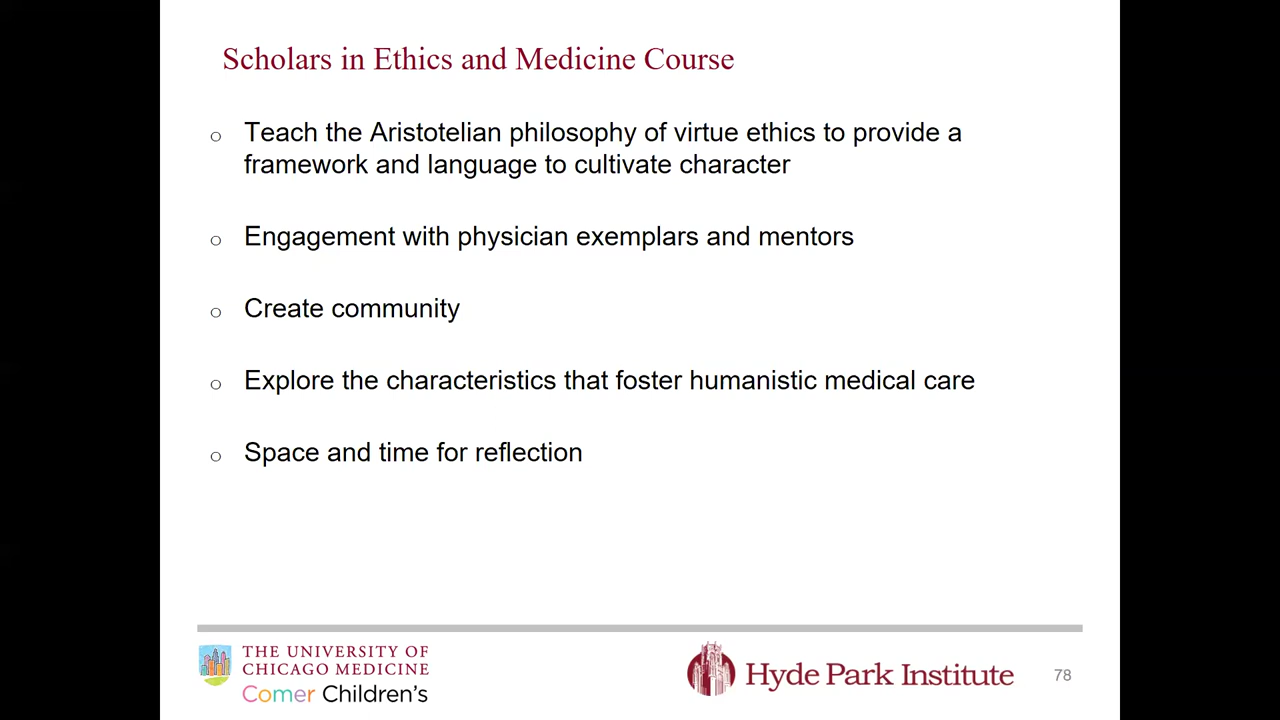 Scholars in Ethics and Medicine Course
o Teach the Aristotelian philosophy of virtue ethics to provide a
framework and language to cultivate character
o Engagement with physician exemplars and mentors
o Create community
o Explore the characteristics that foster humanistic medical care
o Space and time for reflection
THE UNIVERSITY OF
CHICAGO MEDICINE
Comer Children's
Hyde Park Institute
78